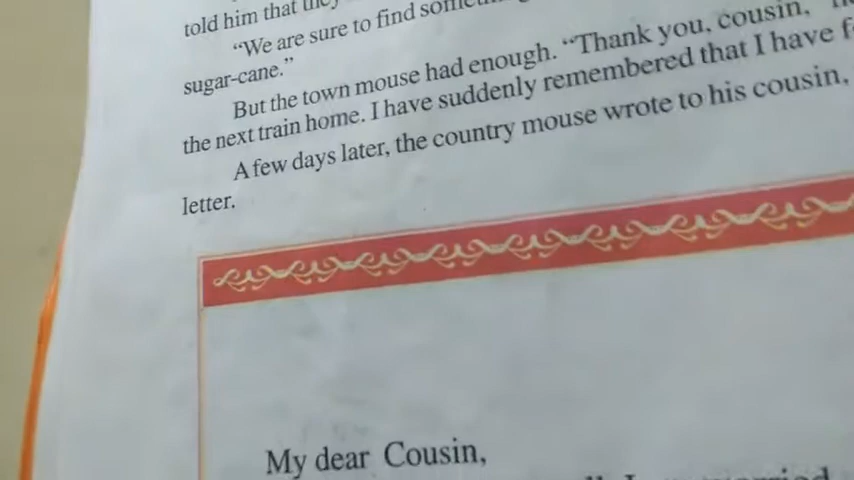 told him that they
“We are sure to find something
sugar-cane.”
But the town mouse had enough. “Thank you, cousin,”
the next train home. I have suddenly remembered that I have
A few days later, the country mouse wrote to his cousin,
letter.
My dear Cousin,